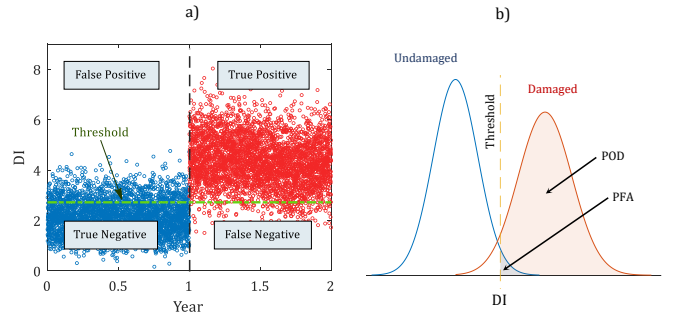 a)
8
6
4
2
0
DI
False Positive
True Positive
Threshold
True Negative
False Negative
0
0.5
1
1.5
2
Year
b)
Undamaged
Threshold
Damaged
POD
PFA
DI